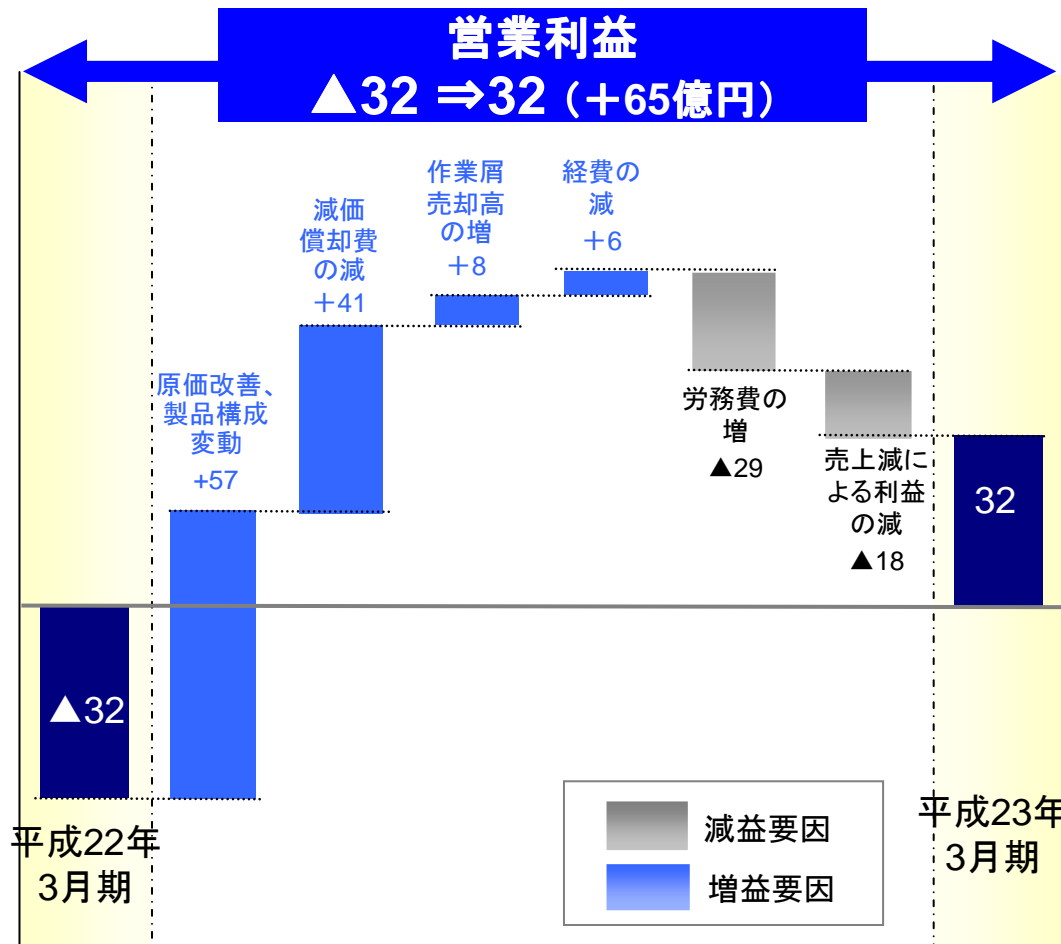 営業利益
▲32 ⇒32（＋65億円）
原価改善、
製品構成
変動
+57
減価
償却費
の減
＋41
作業屑
売却高
の増
＋8
経費の
減
＋6
労務費の
増
▲29
売上減に
よる利益
の減
▲18
▲32
32
平成22年
3月期
平成23年
3月期
減益要因
増益要因